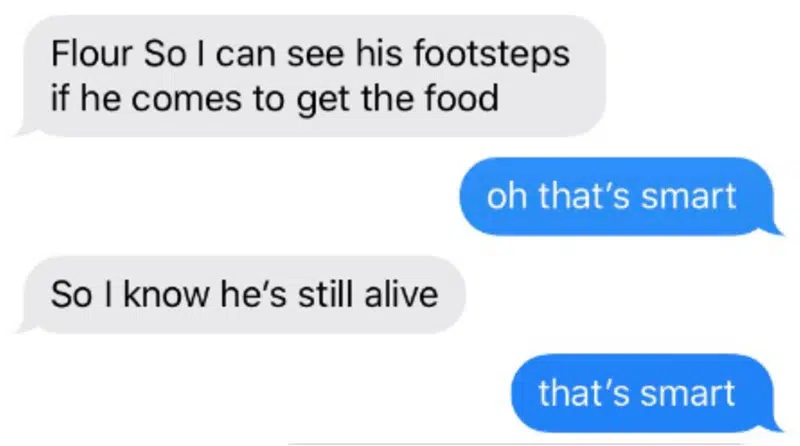 Flour So I can see his footsteps
if he comes to get the food
oh that’s smart
So I know he’s still alive
that’s smart